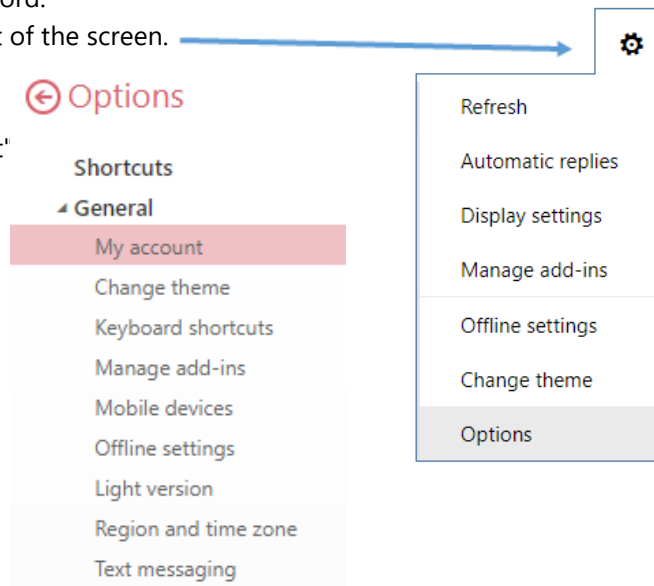 ord.
t of the screen.
Options
t"
Shortcuts
General
My account
Change theme
Keyboard shortcuts
Manage add-ins
Mobile devices
Offline settings
Light version
Region and time zone
Text messaging
Refresh
Automatic replies
Display settings
Manage add-ins
Offline settings
Change theme
Options